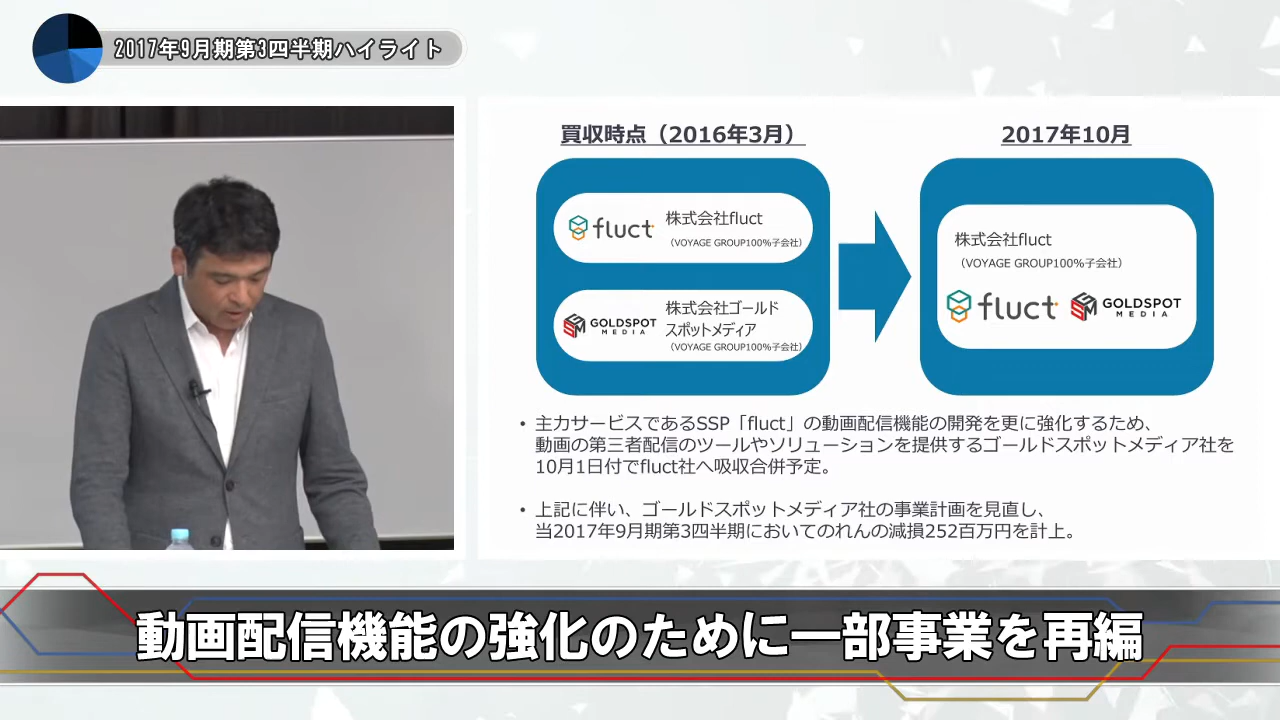 2017年9月期第3四半期ハイライト
買収時点（2016年3月）
fluct
株式会社fluct
（VOYAGE GROUP100%子会社）
GOLDSPOT
MEDIA
株式会社ゴールド
スポットメディア
（VOYAGE GROUP100%子会社）
2017年10月
株式会社fluct
（VOYAGE GROUP100%子会社）
fluct
GOLDSPOT
MEDIA
• 主力サービスであるSSP「fluct」の動画配信機能の開発を更に強化するため、
動画の第三者配信のツールやソリューションを提供するゴールドスポットメディア社を
10月1日付でfluct社へ吸収合併予定。
• 上記に伴い、ゴールドスポットメディア社の事業計画を見直し、
当2017年9月期第3四半期においてのれんの減損252百万円を計上。
動画配信機能の強化のために一部事業を再編